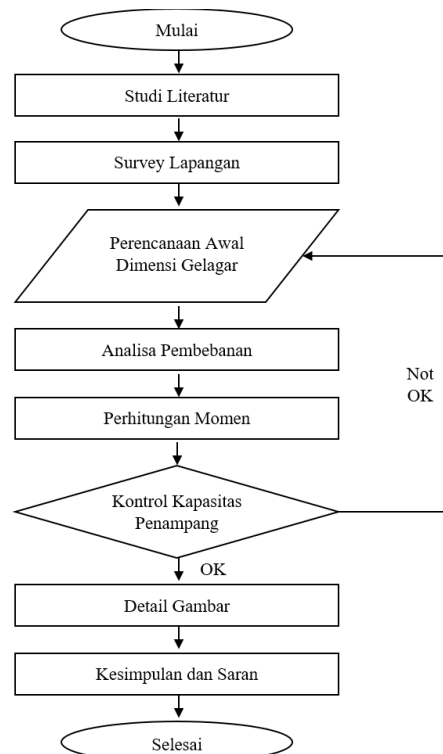 Mulai
Studi Literatur
Survey Lapangan
Perencanaan Awal
Dimensi Gelagar
Analisa Pembebanan
Not
OK
Perhitungan Momen
Kontrol Kapasitas
Penampang
OK
Detail Gambar
Kesimpulan dan Saran
Selesai